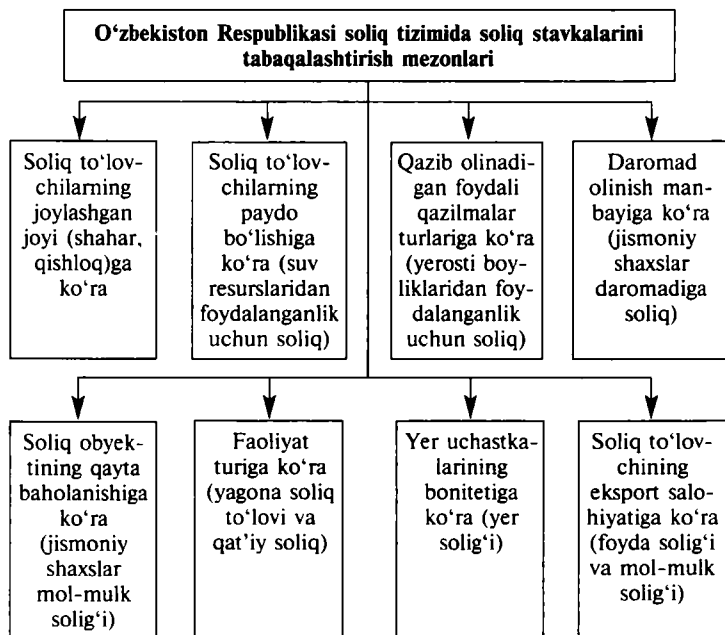 O‘zbekiston Respublikasi soliq tizimida soliq stavkalarini
tabaqalashtirish mezonlari
Soliq to‘lov-
chilarning
joylashgan
joyi (shahar,
qishloq)ga
ko‘ra
Soliq to‘lov-
chilarning
paydo
bo‘lishiga
ko‘ra (suv
resurslaridan
foydalanganlik
uchun soliq)
Qazib olinadi-
gan foydali
qazilmalar
turlariga ko‘ra
(yerosti boy-
liklaridan foy-
dalanganlik
uchun soliq)
Daromad
olinish man-
bayiga ko‘ra
(jismoniy
shaxslar
daromadiga
soliq)
Soliq obyek-
tining qayta
baholanishiga
ko‘ra
(jismoniy
shaxslar
mol-mulk
solig‘i)
Faoliyat
turiga ko‘ra
(yagona soliq
to‘lovi va
qat’iy soliq)
Yer uchastka-
larining
bonitetiga
ko‘ra (yer
solig‘i)
Soliq to‘lov-
chining
eksport salo-
hiyatiga ko‘ra
(foyda solig‘i
va mol-mulk
solig‘i)